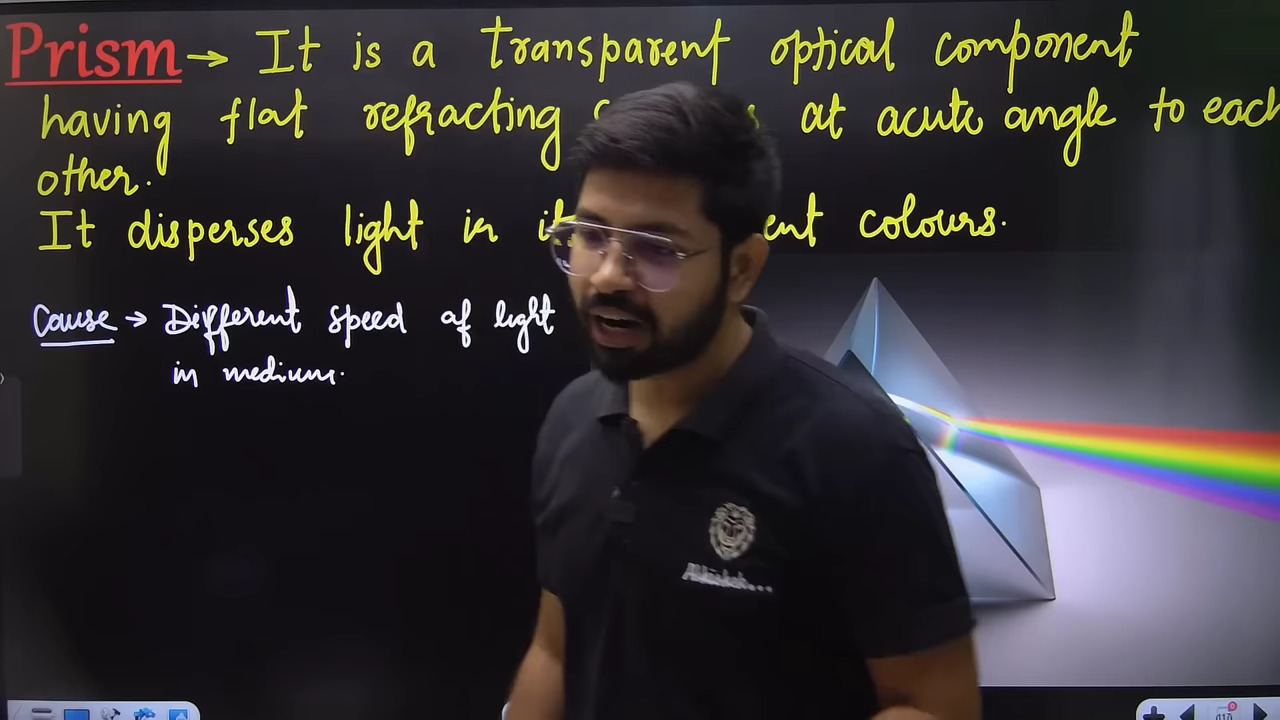 Prism → It is a transparent optical component
having flat refracting at acute angle to each
other.
It disperses light in colours.
Cause → Different speed of light
in medium.